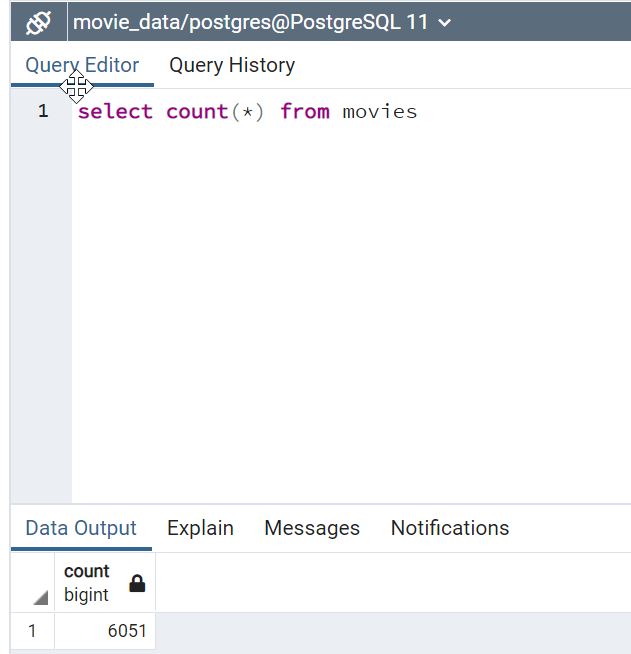 movie_data/postgres@PostgreSQL 11
Query Editor Query History
1 select count(*) from movies
Data Output Explain Messages Notifications
count
bigint
1 6051